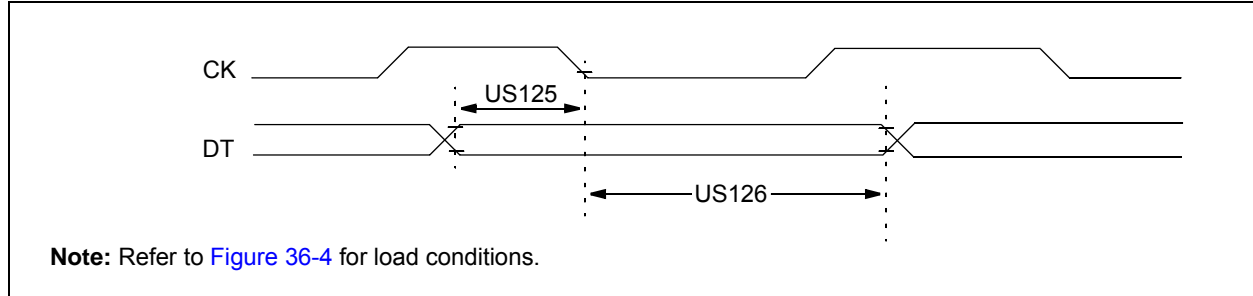 CK
US125
DT
US126
Note: Refer to Figure 36-4 for load conditions.